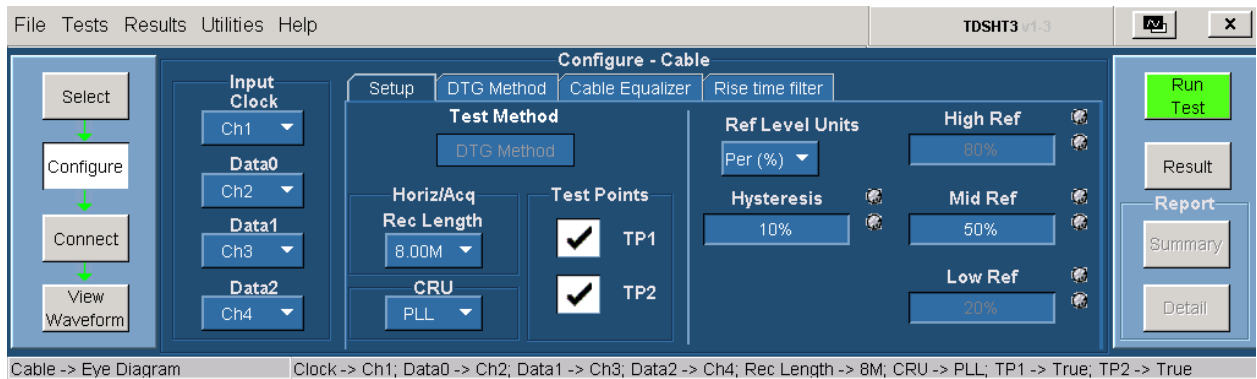 File Tests Results Utilities Help
TDSHT3 v1-3
x
Configure - Cable
Select
Configure
Connect
View
Waveform
Input
Clock
Ch1
Data0
Ch2
Data1
Ch3
Data2
Ch4
Setup DTG Method Cable Equalizer Rise time filter
Test Method
DTG Method
Horiz/Acq
Rec Length
8.00M
CRU
PLL
Test Points
TP1
TP2
Ref Level Units
Per (%)
Hysteresis
10%
High Ref
80%
Mid Ref
50%
Low Ref
20%
Run
Test
Result
Report
Summary
Detail
Cable -> Eye Diagram
Clock -> Ch1; Data0 -> Ch2; Data1 -> Ch3; Data2 -> Ch4; Rec Length -> 8M; CRU -> PLL; TP1 -> True; TP2 -> True